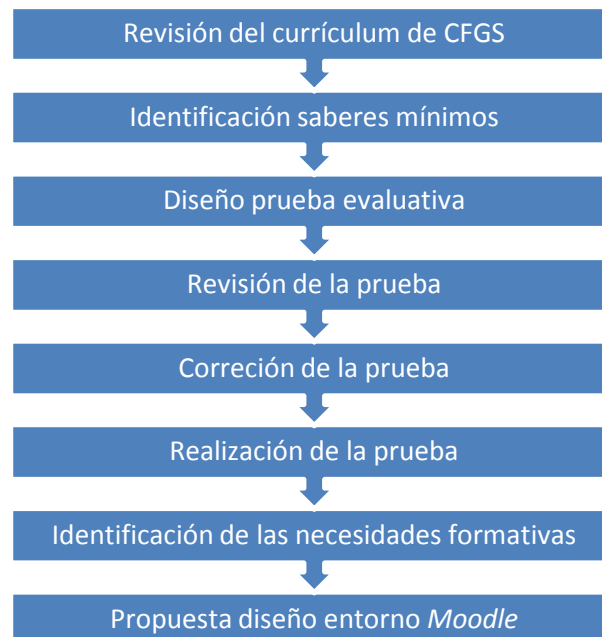 Revisión del currículum de CFGS
Identificación saberes mínimos
Diseño prueba evaluativa
Revisión de la prueba
Correción de la prueba
Realización de la prueba
Identificación de las necesidades formativas
Propuesta diseño entorno Moodle